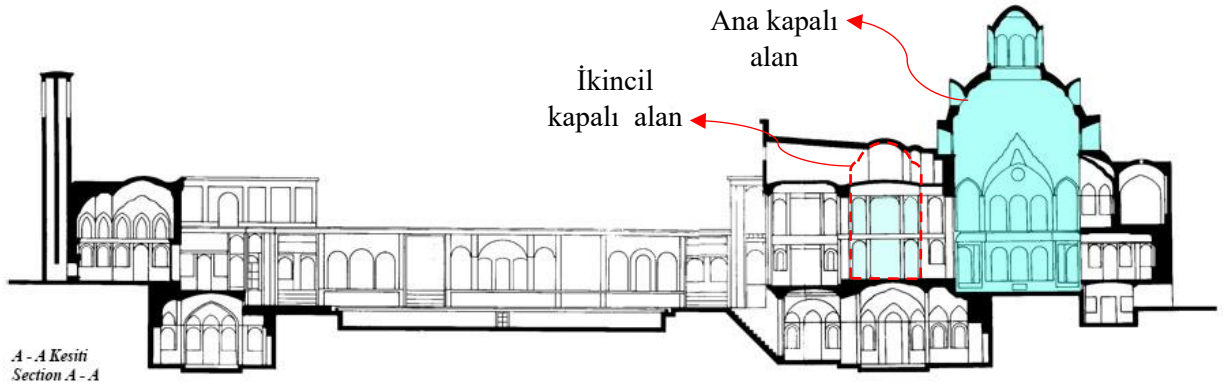 Ana kapalı
alan
İkincil
kapalı alan
A - A Kesiti
Section A - A